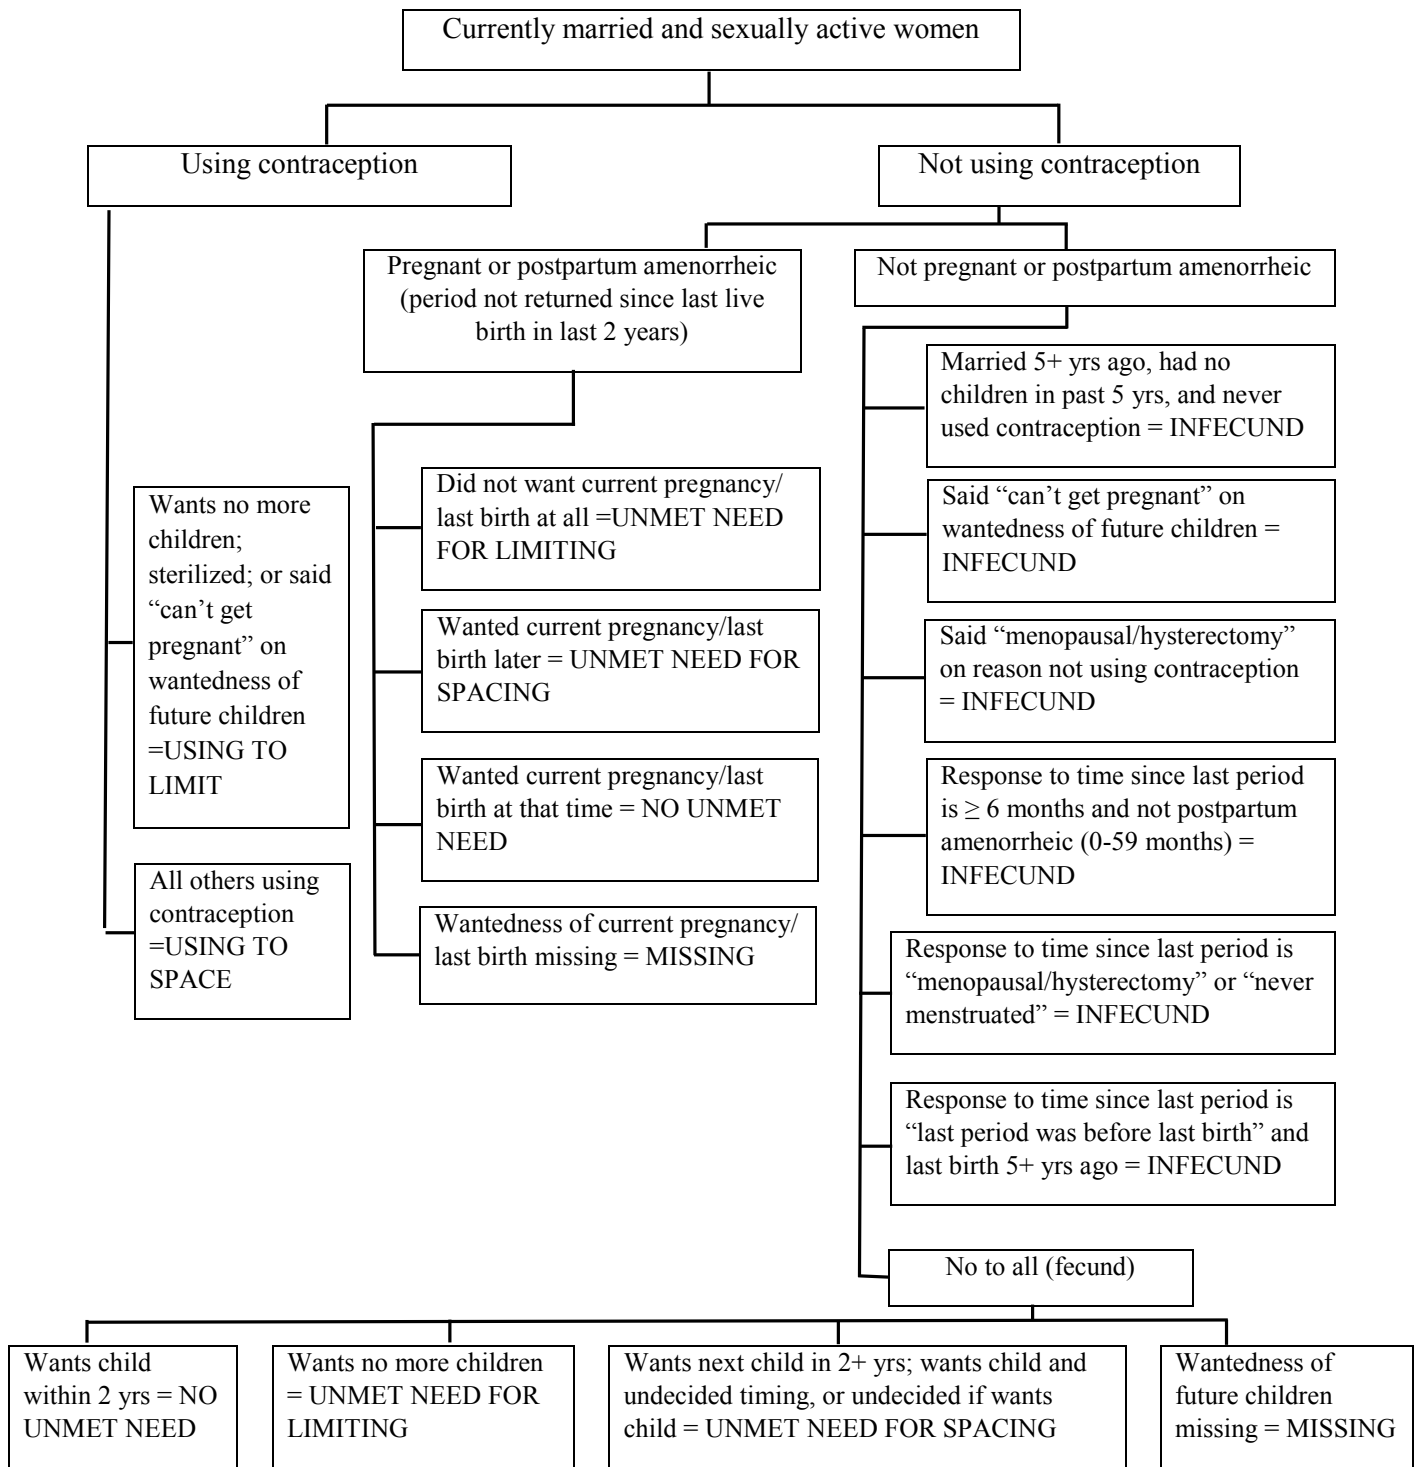 Currently married and sexually active women
Using contraception
Not using contraception
Pregnant or postpartum amenorrheic
(period not returned since last live
birth in last 2 years)
Not pregnant or postpartum amenorrheic
Wants no more
children;
sterilized; or said
“can’t get
pregnant” on
wantedness of
future children
=USING TO
LIMIT
All others using
contraception
=USING TO
SPACE
Did not want current pregnancy/
last birth at all =UNMET NEED
FOR LIMITING
Wanted current pregnancy/last
birth later = UNMET NEED FOR
SPACING
Wanted current pregnancy/last
birth at that time = NO UNMET
NEED
Wantedness of current pregnancy/
last birth missing = MISSING
Married 5+ yrs ago, had no
children in past 5 yrs, and never
used contraception = INFECUND
Said “can’t get pregnant” on
wantedness of future children =
INFECUND
Said “menopausal/hysterectomy”
on reason not using contraception
= INFECUND
Response to time since last period
is ≥ 6 months and not postpartum
amenorrheic (0-59 months) =
INFECUND
Response to time since last period is
“menopausal/hysterectomy” or “never
menstruated” = INFECUND
Response to time since last period is
“last period was before last birth” and
last birth 5+ yrs ago = INFECUND
No to all (fecund)
Wants child
within 2 yrs = NO
UNMET NEED
Wants no more children
= UNMET NEED FOR
LIMITING
Wants next child in 2+ yrs; wants child and
undecided timing, or undecided if wants
child = UNMET NEED FOR SPACING
Wantedness of
future children
missing = MISSING